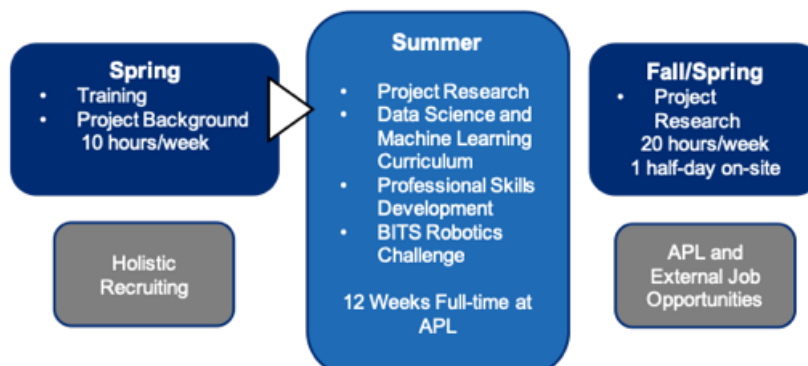 Spring
• Training
• Project Background
10 hours/week
Holistic
Recruiting
Summer
• Project Research
• Data Science and
Machine Learning
Curriculum
• Professional Skills
Development
• BITS Robotics
Challenge
12 Weeks Full-time at
APL
Fall/Spring
• Project
Research
20 hours/week
1 half-day on-site
APL and
External Job
Opportunities